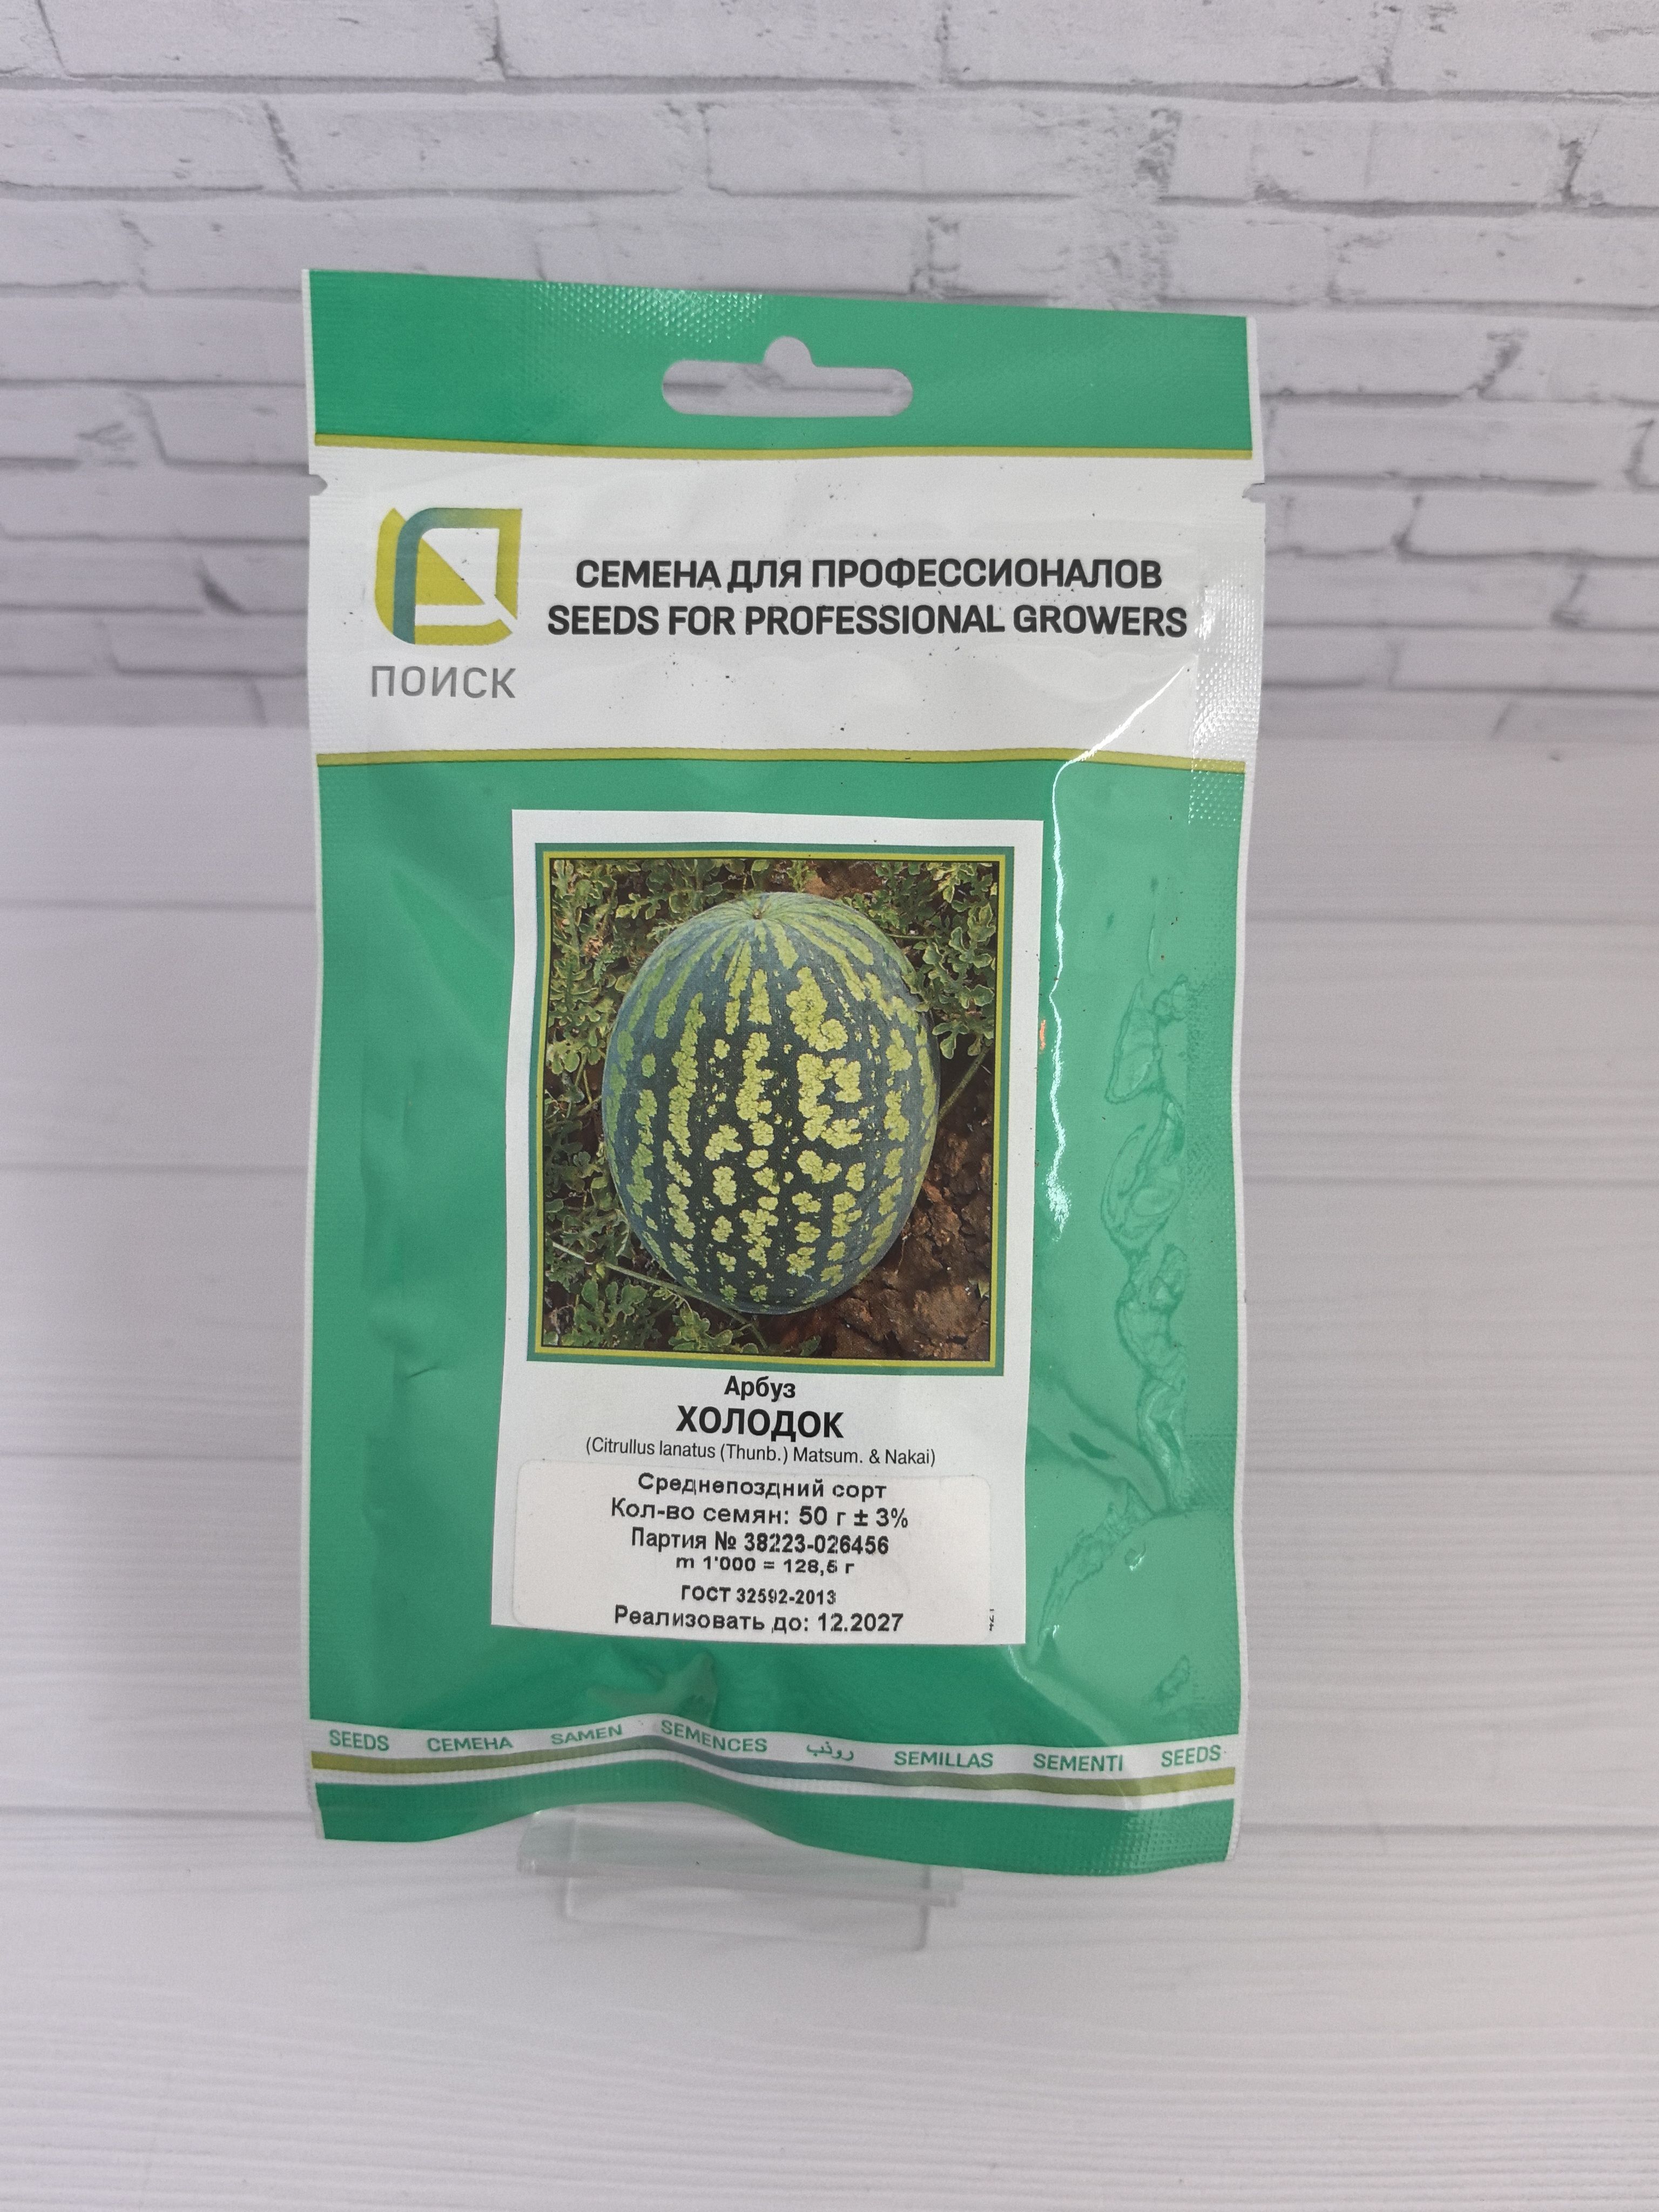 СЕМЕНА ДЛЯ ПРОФЕССИОНАЛОВ
SEEDS FOR PROFESSIONAL GROWERS
ПОИСК
Арбуз
ХОЛОДОК
(Citrullus lanatus (Thunb.) Matsum. & Nakai)
Среднепоздний сорт
Кол-во семян: 50 г ± 3%
Партия № 38223-026456
m 1'000 = 128,5 г
ГОСТ 32592-2013
Реализовать до: 12.2027
SEEDS СЕМЕНА SAMEN SEMENCES SEMILLAS SEMENTI SEEDS